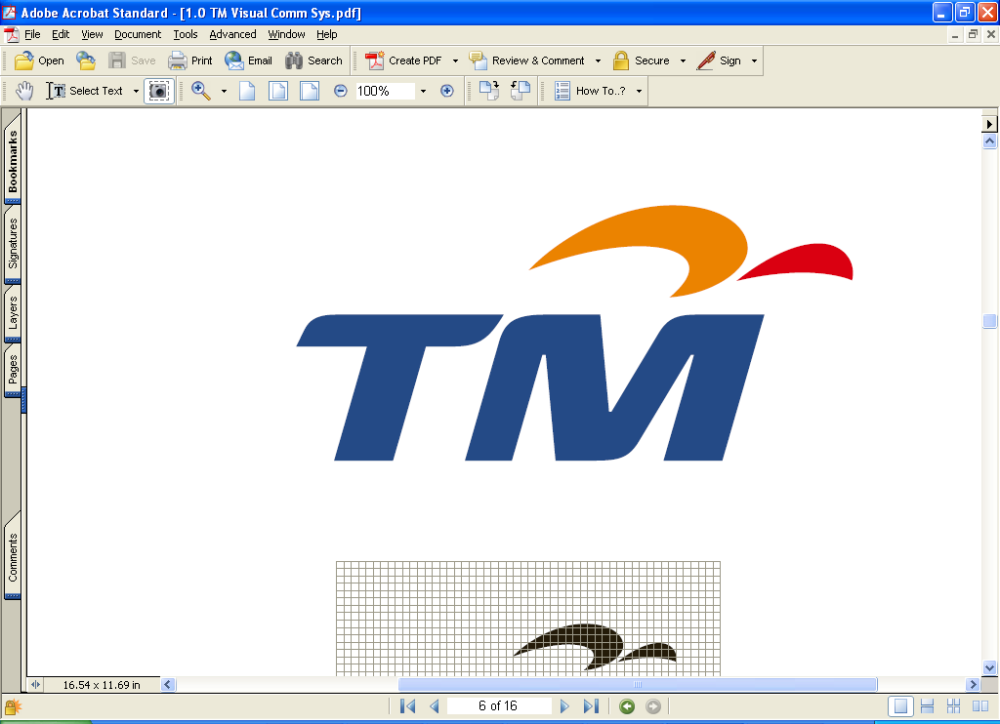 Adobe Acrobat Standard - [1.0 TM Visual Comm Sys.pdf]
File Edit View Document Tools Advanced Window Help
Open Save Print Email Search Create PDF Review & Comment Secure Sign
Select Text 100% How To..?
Bookmarks
Signatures
Layers
Pages
Comments
TM
16.54 x 11.69 in
6 of 16